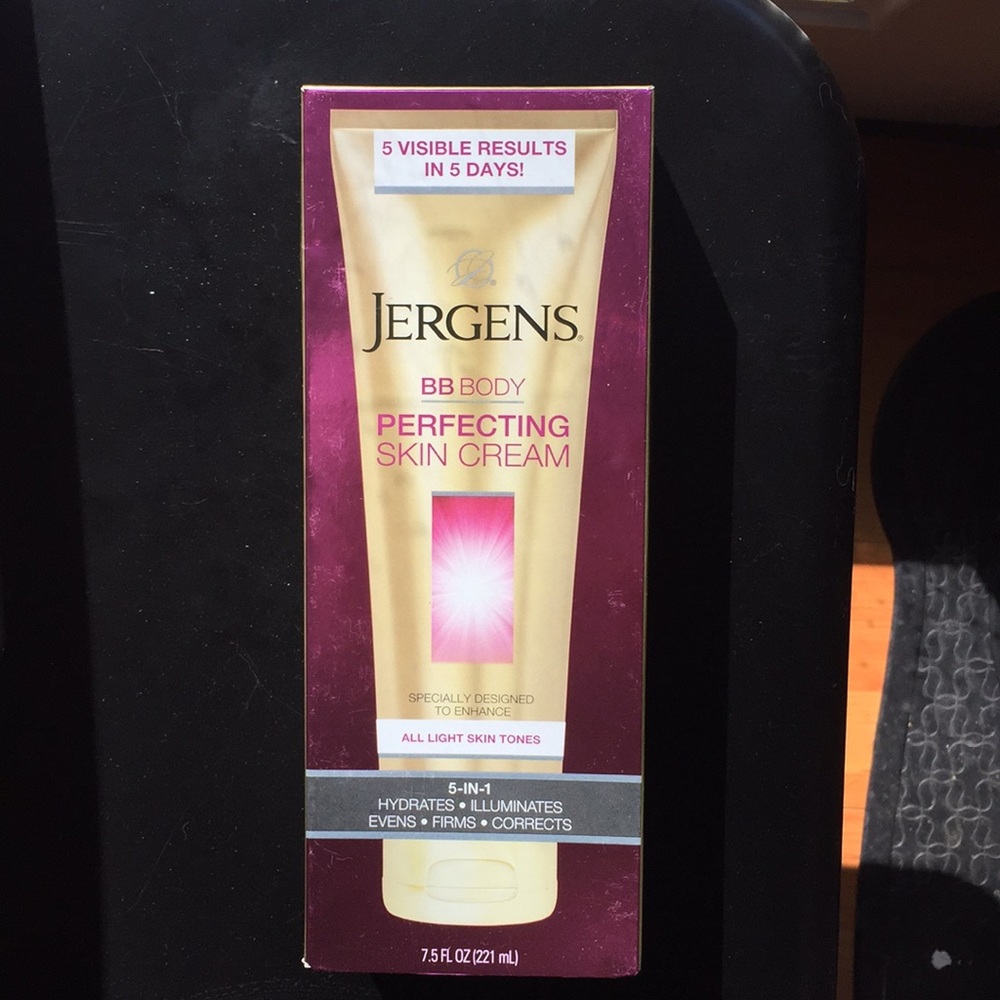 5 VISIBLE RESULTS
IN 5 DAYS!
JERGENS®
BB BODY
PERFECTING
SKIN CREAM
SPECIALLY DESIGNED
TO ENHANCE
ALL LIGHT SKIN TONES
5-IN-1
HYDRATES • ILLUMINATES
EVENS • FIRMS • CORRECTS
7.5 FL OZ (221 mL)